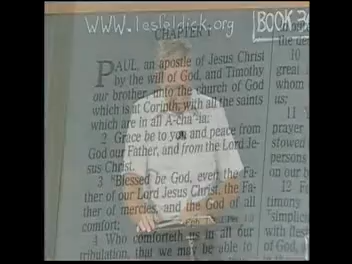 www.lesfeldick.org
BOOK 3
CHAPTER 1
PAUL, an apostle of Jesus Christ
by the will of God, and Timothy
our brother, unto the church of God
which is at Corinth, with all the saints
which are in all A-cha'-ia:
2 Grace be to you and peace from
God our Father, and from the Lord Je-
sus Christ.
3 Blessed be God, even the Fa-
ther of our Lord Jesus Christ, the Fa-
ther of mercies, and the God of all
comfort;
4 Who comforteth us in all our
tribulation, that we may be able to
the de
10
great
whom
us;
11
prayer
stowed
persons
on our b
12 F
timony
"simplici
with fles
of God,